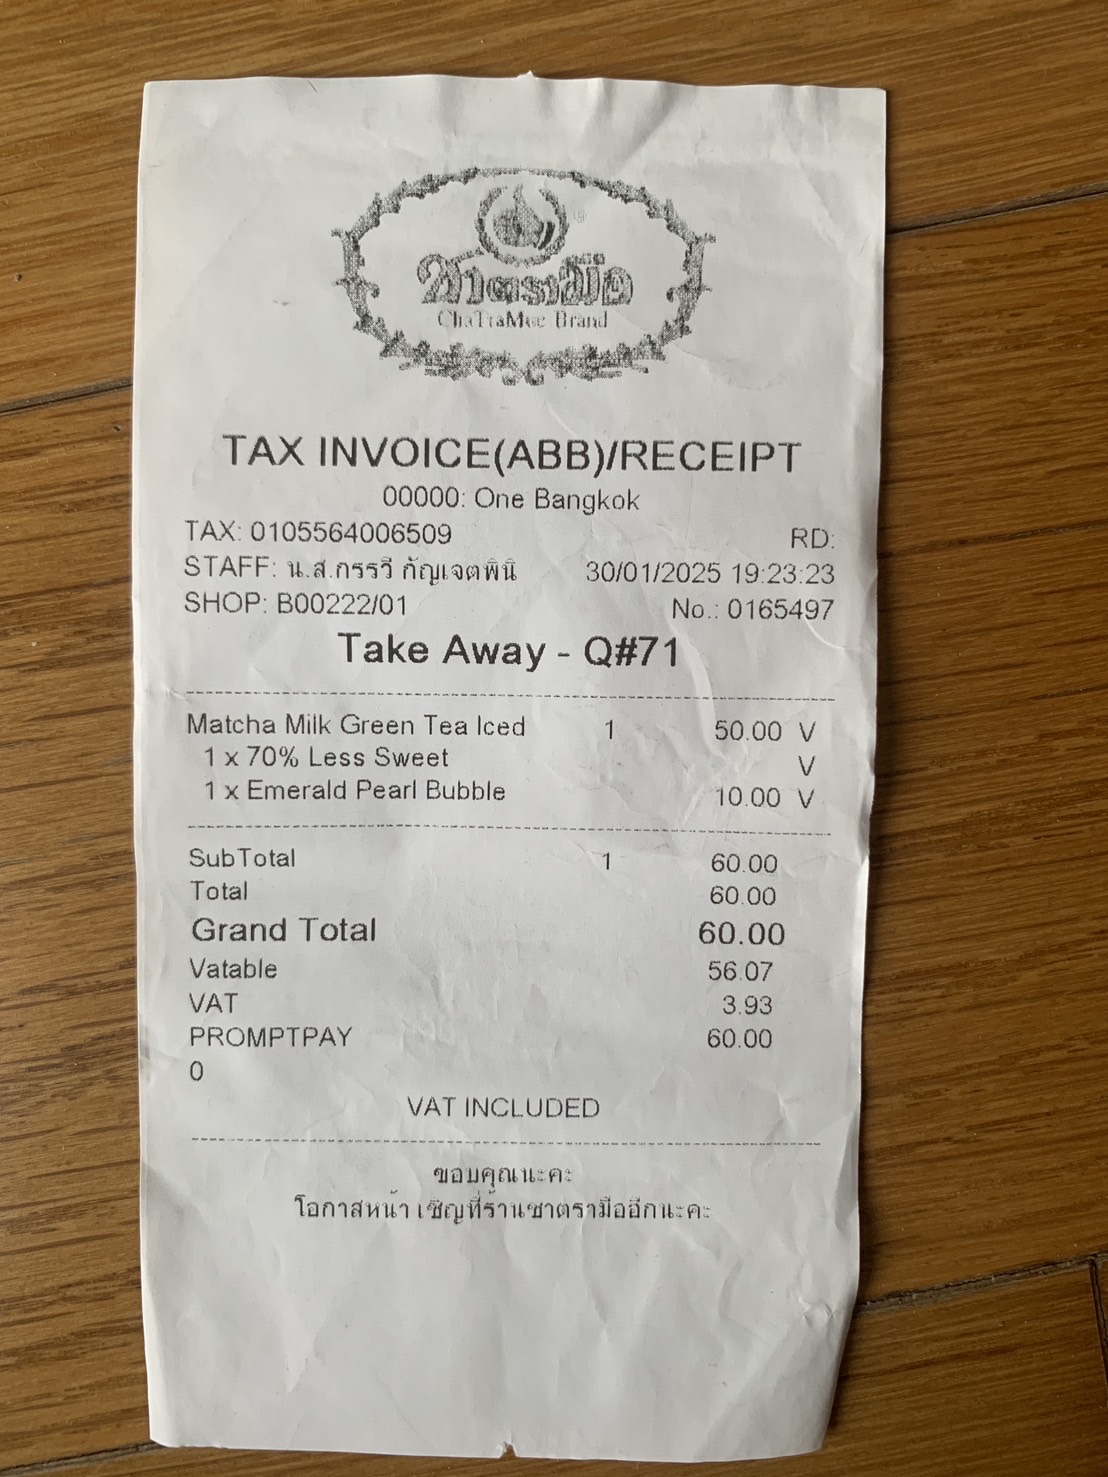 ชาตรามือ
ChaTraMue Brand
TAX INVOICE(ABB)/RECEIPT
00000: One Bangkok
TAX: 0105564006509 RD:
STAFF: น.ส.กรรวี กัญเจตพินิ 30/01/2025 19:23:23
SHOP: B00222/01 No.: 0165497
Take Away - Q#71
Matcha Milk Green Tea Iced 1 50.00 V
1 x 70% Less Sweet V
1 x Emerald Pearl Bubble 10.00 V
SubTotal 1 60.00
Total 60.00
Grand Total 60.00
Vatable 56.07
VAT 3.93
PROMPTPAY 60.00
0
VAT INCLUDED
ขอบคุณนะคะ
โอกาสหน้า เชิญที่ร้านชาตรามืออีกนะคะ